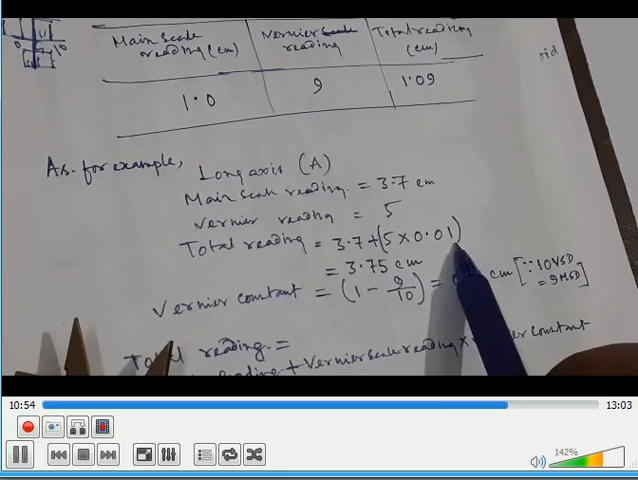 Main scale reading (cm)
Vernier scale reading
Total reading (cm)
1.0
9
1.09
As for example,
Long axis (A)
Main scale reading = 3.7 cm
Vernier reading = 5
Total reading = 3.7+(5×0.01)
= 3.75 cm
Vernier constant = (1 - 9/10) = cm [∵ 10 VSD = 9 MSD]
Total reading =
+ Vernier scale reading × constant
10:54
13:03
142%